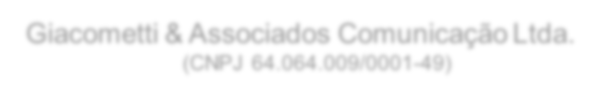 Giacometti & Associados Comunicação Ltda.
(CNPJ 64.064.009/0001-49)